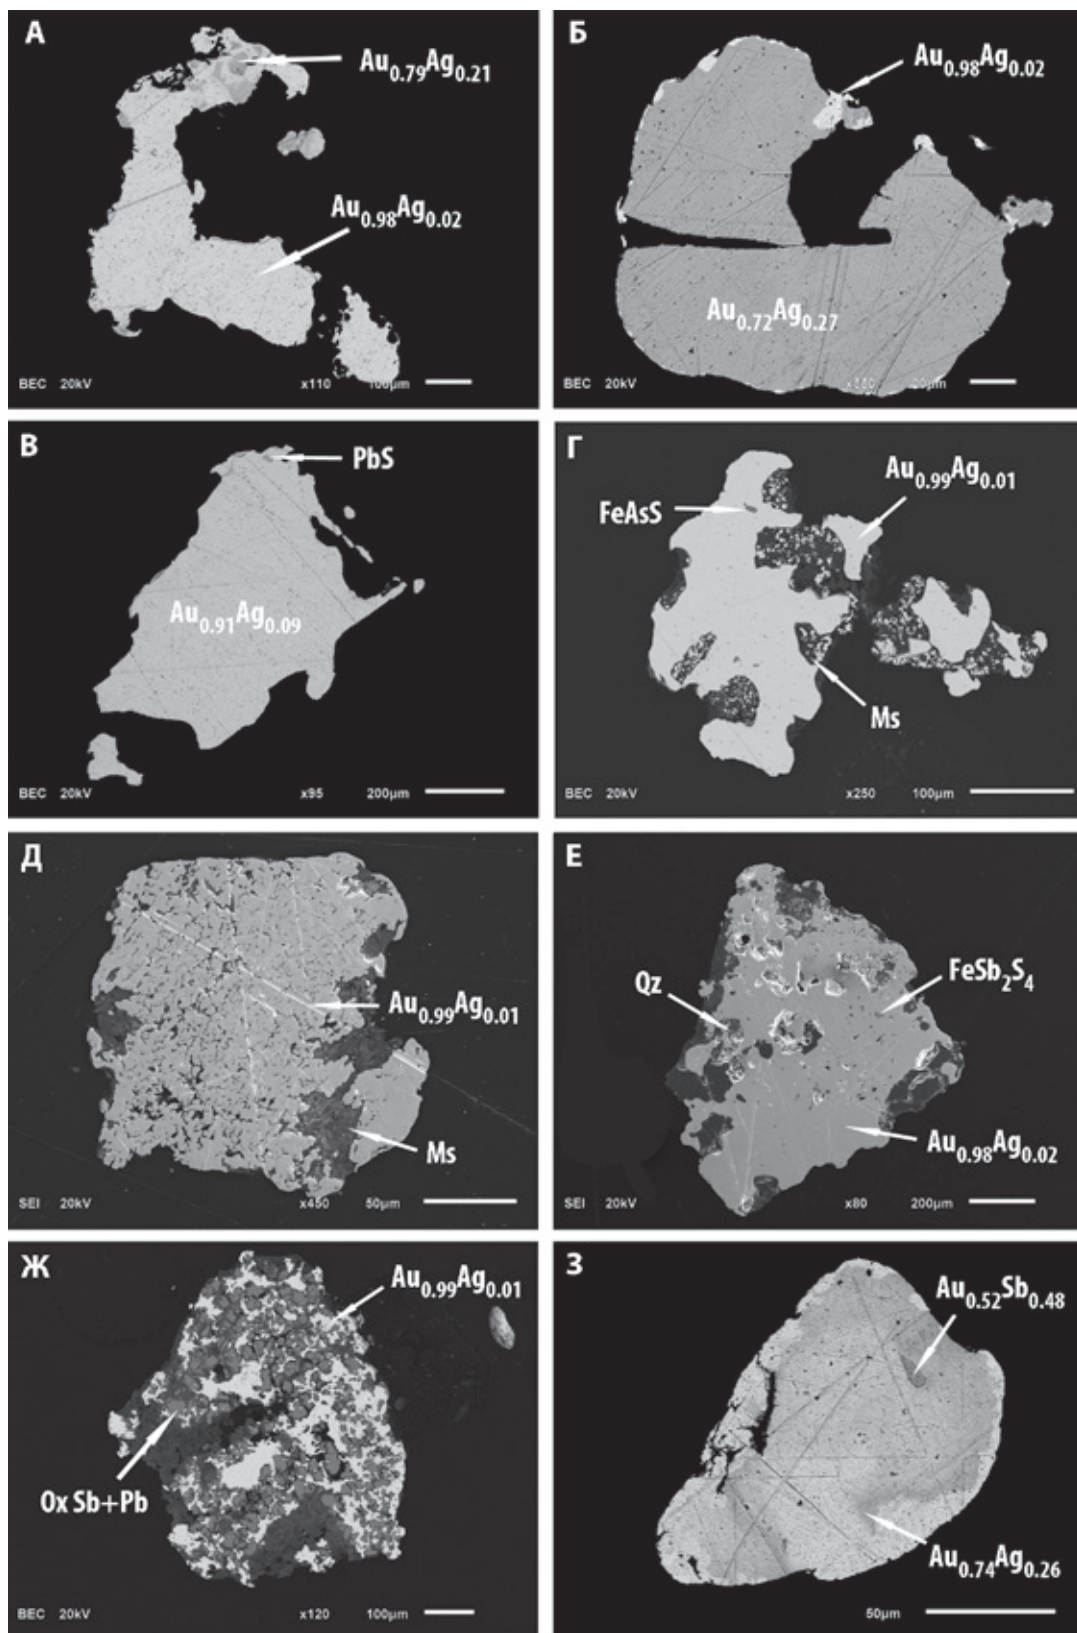 А
Au0.79Ag0.21
Au0.98Ag0.02
BEC 20kV x110 100µm
Б
Au0.98Ag0.02
Au0.72Ag0.27
BEC 20kV 20µm
В
PbS
Au0.91Ag0.09
BEC 20kV x95 200µm
Г
Au0.99Ag0.01
FeAsS
Ms
BEC 20kV x250 100µm
Д
Au0.99Ag0.01
Ms
SEI 20kV x450 50µm
Е
Qz
FeSb2S4
Au0.98Ag0.02
SEI 20kV x80 200µm
Ж
Au0.99Ag0.01
Ox Sb+Pb
BEC 20kV x120 100µm
З
Au0.52Sb0.48
Au0.74Ag0.26
50µm